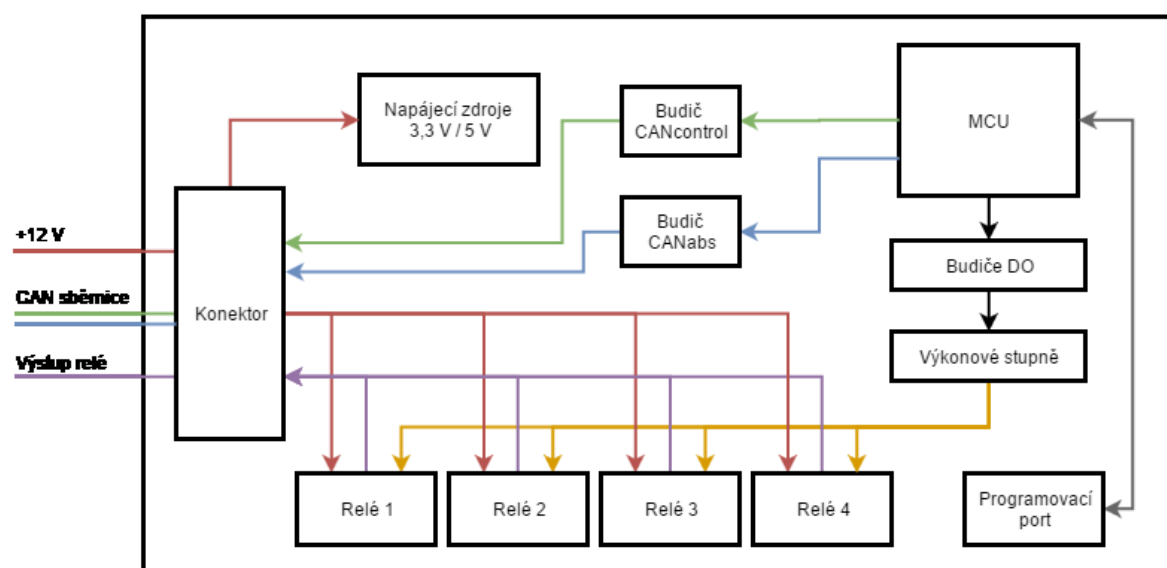 Napájecí zdroje
3,3 V / 5 V
Budič
CANcontrol
MCU
Budič
CANabs
+12 V
Budiče DO
CAN sběrnice
Konektor
Výstup relé
Výkonové stupně
Relé 1
Relé 2
Relé 3
Relé 4
Programovací
port